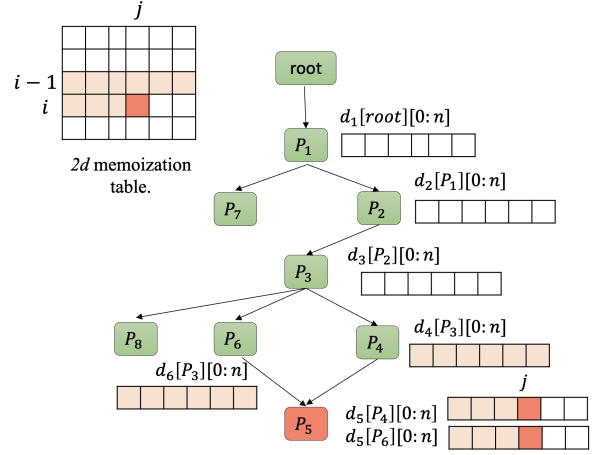 j
i − 1
i
2d memoization
table.
root
d₁[root][0: n]
P₁
d₂[P₁][0: n]
P₇
P₂
d₃[P₂][0: n]
P₃
d₄[P₃][0: n]
P₈
P₆
P₄
d₆[P₃][0: n]
j
P₅
d₅[P₄][0: n]
d₅[P₆][0: n]